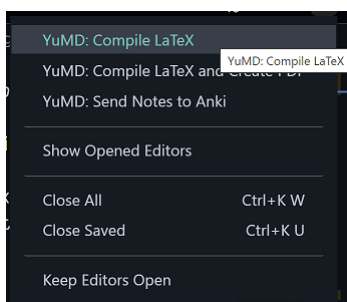 YuMD: Compile LaTeX
YuMD: Compile LaTeX
YuMD: Compile LaTeX and Create PDF
YuMD: Send Notes to Anki
Show Opened Editors
Close All Ctrl+K W
Close Saved Ctrl+K U
Keep Editors Open